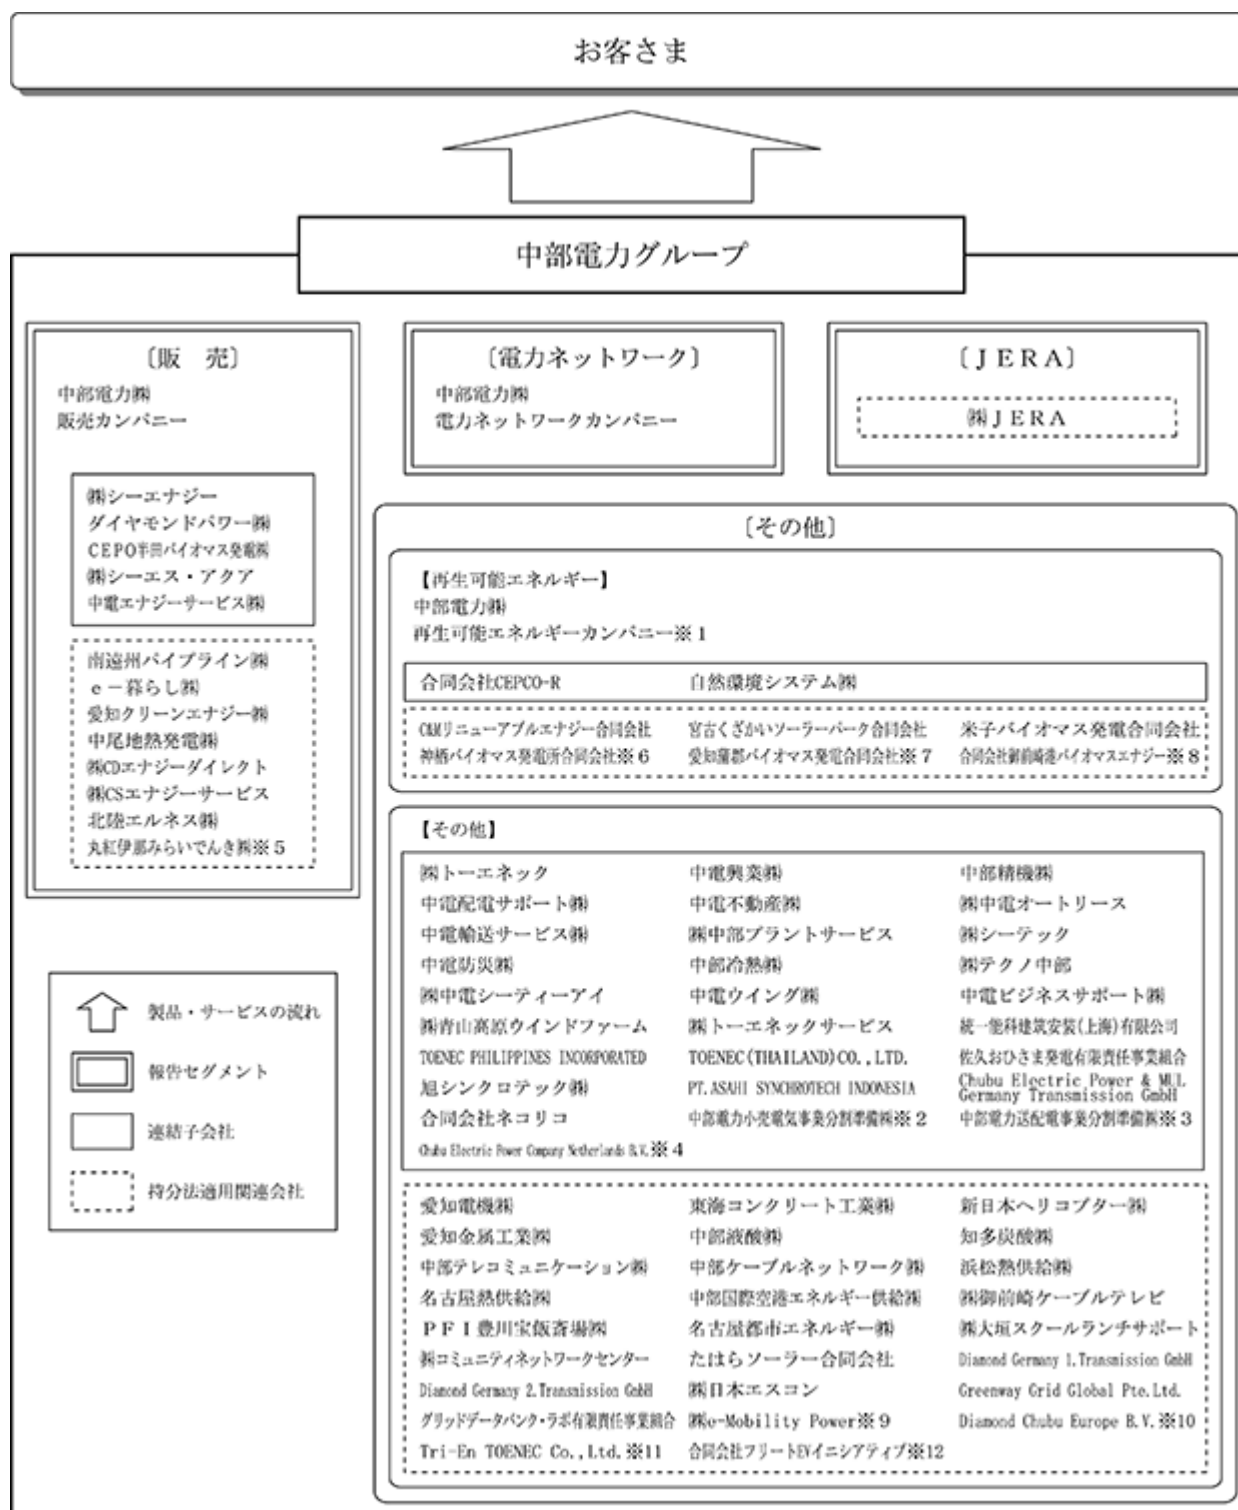 お客さま
中部電力グループ
〔販 売〕
中部電力㈱
販売カンパニー
㈱シーエナジー
ダイヤモンドパワー㈱
CEPO半田バイオマス発電㈱
㈱シーエス・アクア
中電エナジーサービス㈱
南遠州パイプライン㈱
e-暮らし㈱
愛知クリーンエナジー㈱
中尾地熱発電㈱
㈱CDエナジーダイレクト
㈱CSエナジーサービス
北陸エルネス㈱
丸紅伊那みらいでんき㈱※5
〔電力ネットワーク〕
中部電力㈱
電力ネットワークカンパニー
〔JERA〕
㈱JERA
〔その他〕
【再生可能エネルギー】
中部電力㈱
再生可能エネルギーカンパニー※1
合同会社CEPCO-R 自然環境システム㈱
C&Mリニューアブルエナジー合同会社 宮古くざかいソーラーパーク合同会社 米子バイオマス発電合同会社
神栖バイオマス発電所合同会社※6 愛知蒲郡バイオマス発電合同会社※7 合同会社御前崎港バイオマスエナジー※8
【その他】
㈱トーエネック 中電興業㈱ 中部精機㈱
中電配電サポート㈱ 中電不動産㈱ ㈱中電オートリース
中電輸送サービス㈱ ㈱中部プラントサービス ㈱シーテック
中電防災㈱ 中部冷熱㈱ ㈱テクノ中部
㈱中電シーティーアイ 中電ウイング㈱ 中電ビジネスサポート㈱
㈱青山高原ウインドファーム ㈱トーエネックサービス 統一能科建筑安装(上海)有限公司
TOENEC PHILIPPINES INCORPORATED TOENEC(THAILAND)CO.,LTD. 佐久おひさま発電有限責任事業組合
旭シンクロテック㈱ PT.ASAHI SYNCHROTECH INDONESIA Chubu Electric Power & MUL Germany Transmission GmbH
合同会社ネコリコ 中部電力小売電気事業分割準備㈱※2 中部電力送配電事業分割準備㈱※3
Chubu Electric Power Company Netherlands B.V.※4
愛知電機㈱ 東海コンクリート工業㈱ 新日本ヘリコプター㈱
愛知金属工業㈱ 中部液酸㈱ 知多炭酸㈱
中部テレコミュニケーション㈱ 中部ケーブルネットワーク㈱ 浜松熱供給㈱
名古屋熱供給㈱ 中部国際空港エネルギー供給㈱ ㈱御前崎ケーブルテレビ
PFI豊川宝飯斎場㈱ 名古屋都市エネルギー㈱ ㈱大垣スクールランチサポート
㈱コミュニティネットワークセンター たはらソーラー合同会社 Diamond Germany 1.Transmission GmbH
Diamond Germany 2.Transmission GmbH ㈱日本エスコン Greenway Grid Global Pte.Ltd.
グリッドデータバンク・ラボ有限責任事業組合 ㈱e-Mobility Power※9 Diamond Chubu Europe B.V.※10
Tri-En TOENEC Co.,Ltd.※11 合同会社フリートEVイニシアティブ※12
製品・サービスの流れ
報告セグメント
連結子会社
持分法適用関連会社